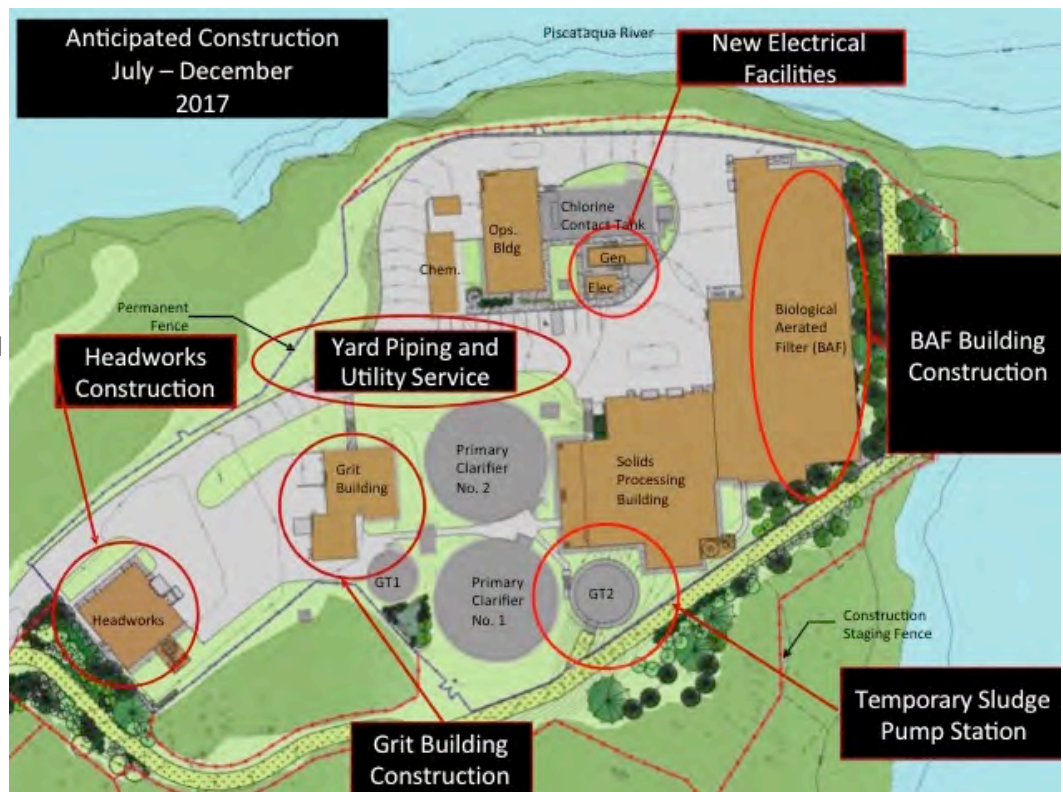 Anticipated Construction
July – December
2017
Piscataqua River
New Electrical
Facilities
Chlorine
Contact Tank
Ops.
Bldg
Gen
Chem.
Elec
Permanent
Fence
Biological
Aerated
Filter (BAF)
BAF Building
Construction
Headworks
Construction
Yard Piping and
Utility Service
Primary
Clarifier
No. 2
Grit
Building
Solids
Processing
Building
GT1
Primary
Clarifier
No. 1
GT2
Headworks
Construction
Staging Fence
Temporary Sludge
Pump Station
Grit Building
Construction